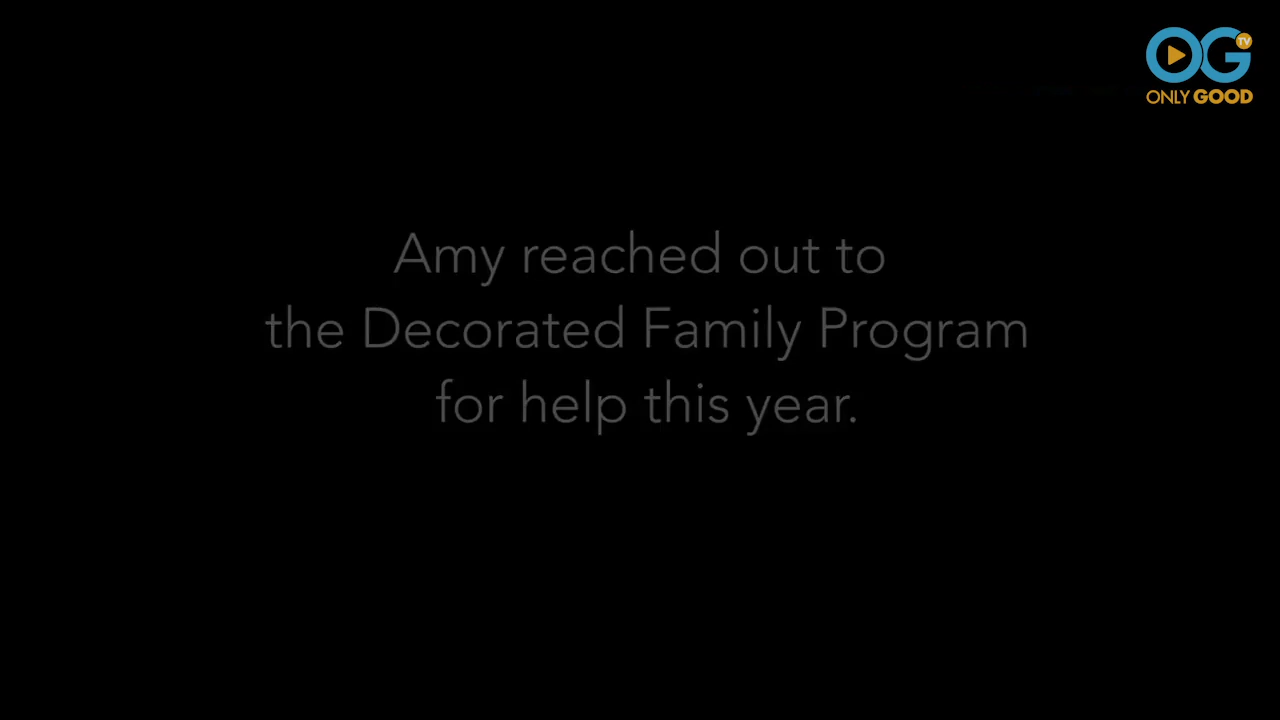 OG TV
ONLY GOOD
Amy reached out to
the Decorated Family Program
for help this year.